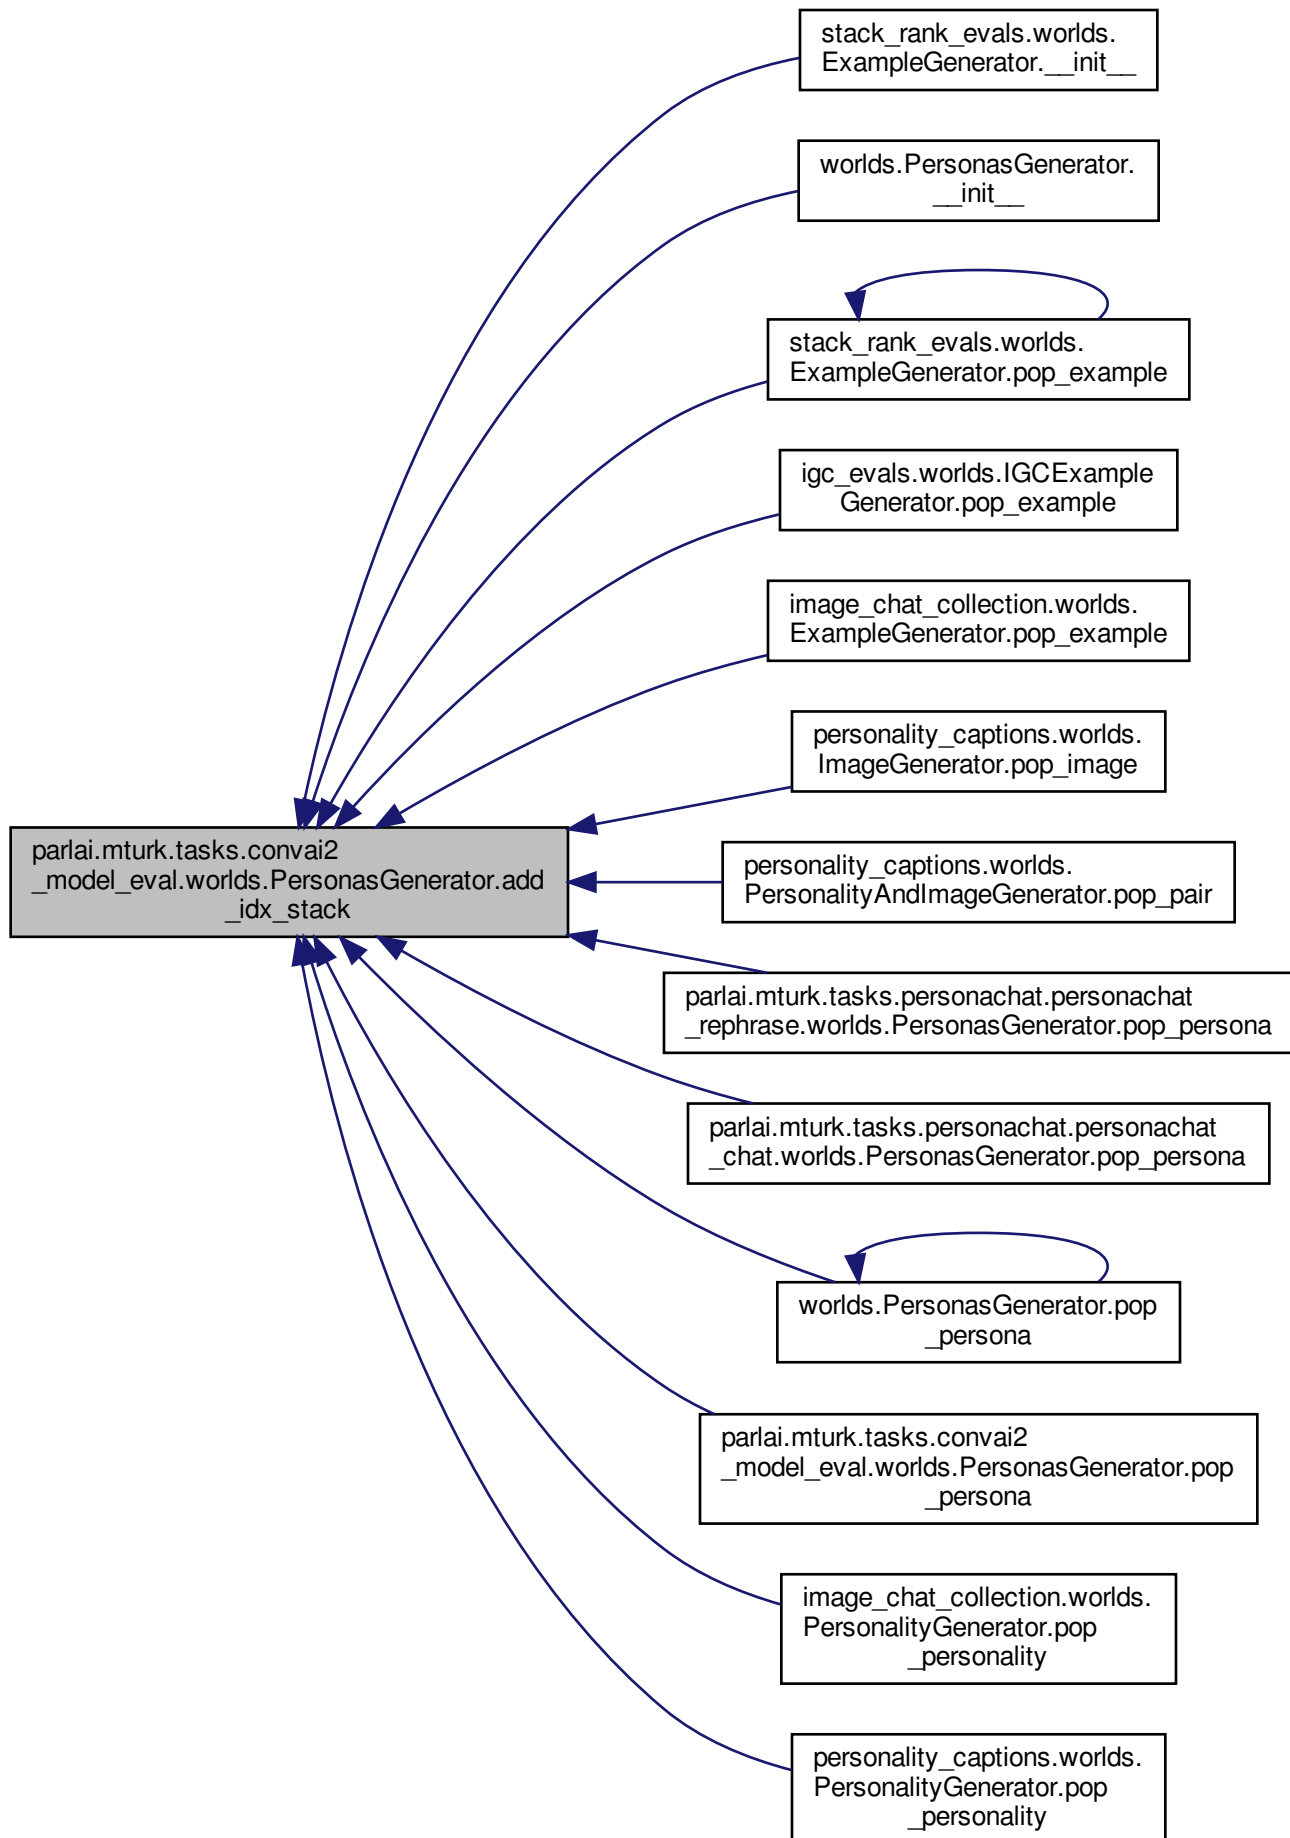 stack_rank_evals.worlds.
ExampleGenerator.__init__
worlds.PersonasGenerator.
__init__
stack_rank_evals.worlds.
ExampleGenerator.pop_example
igc_evals.worlds.IGCExample
Generator.pop_example
image_chat_collection.worlds.
ExampleGenerator.pop_example
personality_captions.worlds.
ImageGenerator.pop_image
parlai.mturk.tasks.convai2
_model_eval.worlds.PersonasGenerator.add
_idx_stack
personality_captions.worlds.
PersonalityAndImageGenerator.pop_pair
parlai.mturk.tasks.personachat.personachat
_rephrase.worlds.PersonasGenerator.pop_persona
parlai.mturk.tasks.personachat.personachat
_chat.worlds.PersonasGenerator.pop_persona
worlds.PersonasGenerator.pop
_persona
parlai.mturk.tasks.convai2
_model_eval.worlds.PersonasGenerator.pop
_persona
image_chat_collection.worlds.
PersonalityGenerator.pop
_personality
personality_captions.worlds.
PersonalityGenerator.pop
_personality